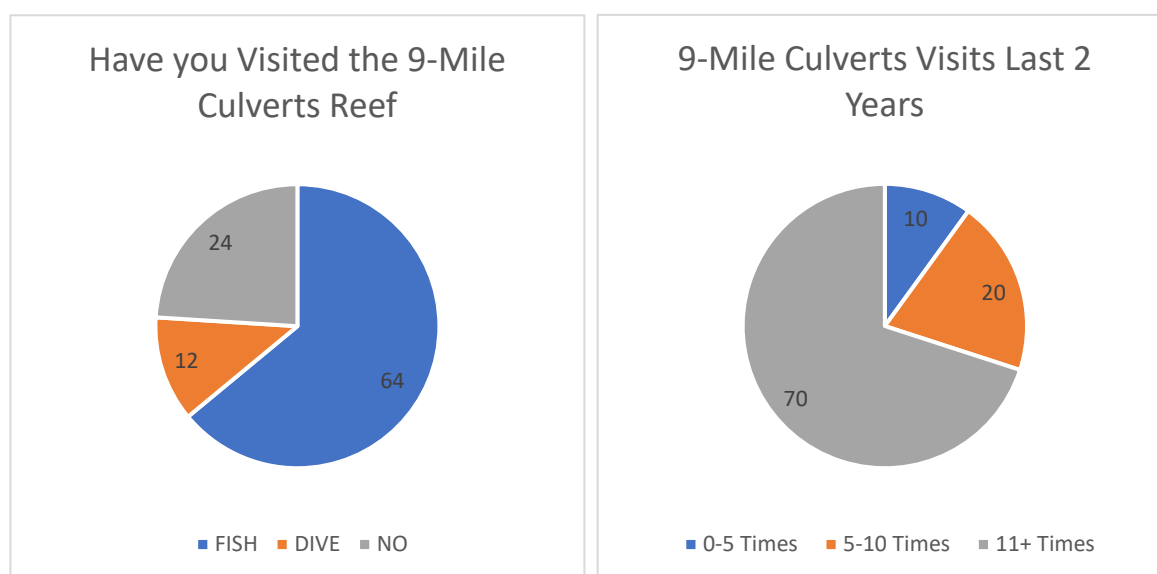 Have you Visited the 9-Mile
Culverts Reef
24
12
64
FISH DIVE NO
9-Mile Culverts Visits Last 2
Years
10
20
70
0-5 Times 5-10 Times 11+ Times